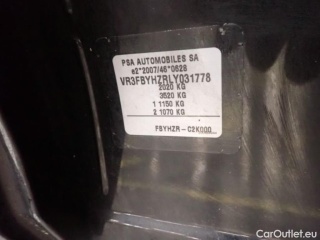 PSA AUTOMOBILES SA
e2*2007/46*0628
VR3FBYHZRLY031778
2020 KG
3520 KG
1 1150 KG
2 1070 KG
FBYHZR - C2K000
CarOutlet.eu